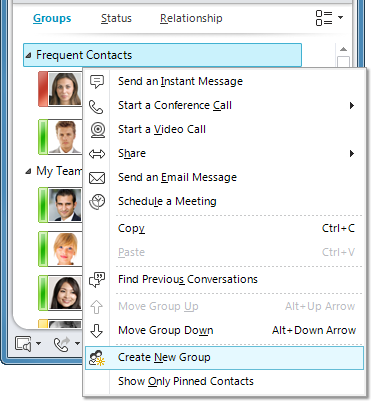 Groups Status Relationship
Frequent Contacts
Send an Instant Message
Start a Conference Call
Start a Video Call
Share
My Team
Send an Email Message
Schedule a Meeting
Copy Ctrl+C
Paste Ctrl+V
Find Previous Conversations
Move Group Up Alt+Up Arrow
Move Group Down Alt+Down Arrow
Create New Group
Show Only Pinned Contacts